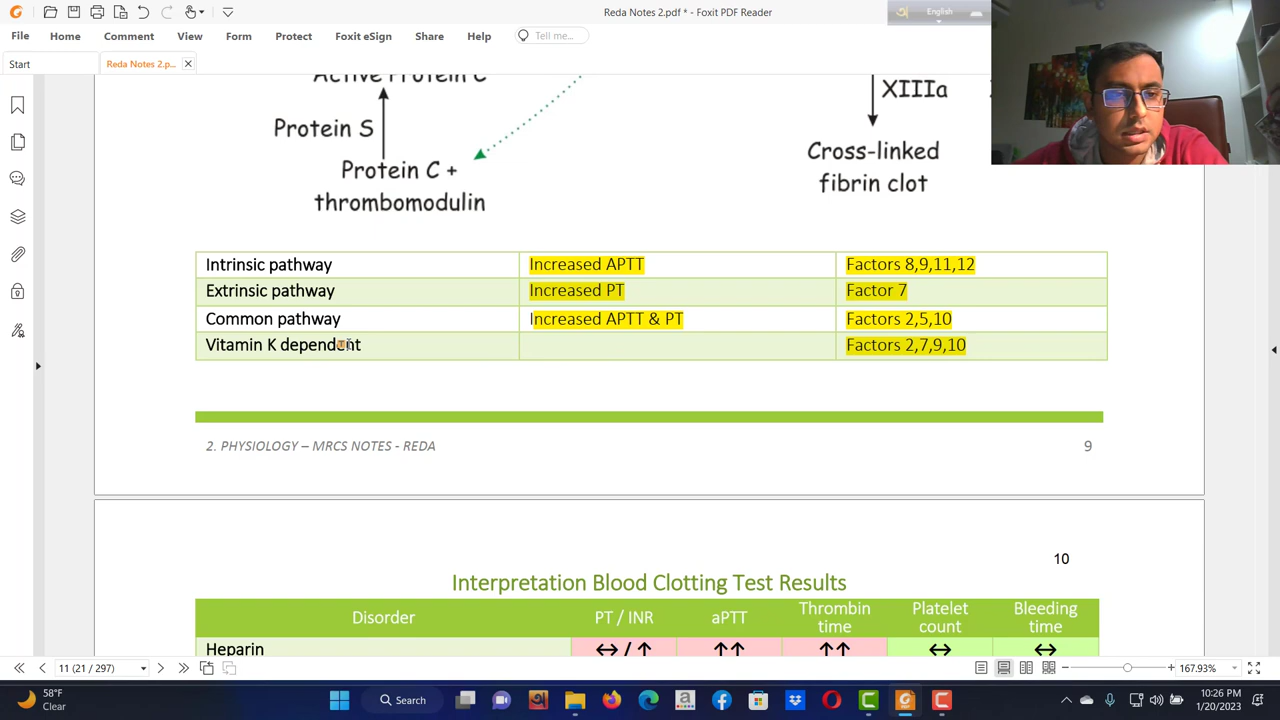 Reda Notes 2.pdf * - Foxit PDF Reader
English
File Home Comment View Form Protect Foxit eSign Share Help Tell me...
Start Reda Notes 2.p...
Active Protein C
Protein S
Protein C +
thrombomodulin
XIIIa
Cross-linked
fibrin clot
Intrinsic pathway Increased APTT Factors 8,9,11,12
Extrinsic pathway Increased PT Factor 7
Common pathway Increased APTT & PT Factors 2,5,10
Vitamin K dependent Factors 2,7,9,10
2. PHYSIOLOGY – MRCS NOTES - REDA 9
10
Interpretation Blood Clotting Test Results
Disorder PT / INR aPTT Thrombin time Platelet count Bleeding time
Heparin ↔ / ↑ ↑↑ ↑↑ ↔ ↔
11 (21 / 297) 167.93%
58°F
Clear
Search
10:26 PM
1/20/2023